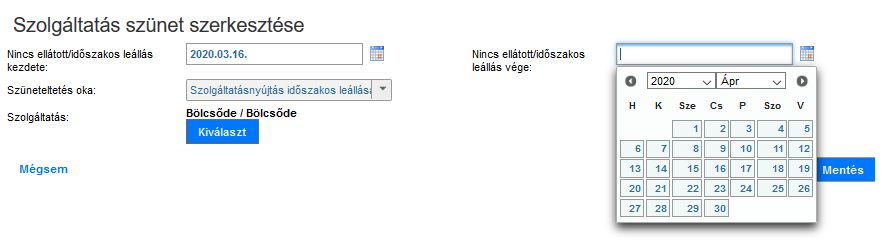 Szolgáltatás szünet szerkesztése
Nincs ellátott/időszakos leállás
kezdete:
2020.03.16.
Nincs ellátott/időszakos
leállás vége:
Szüneteltetés oka:
Szolgáltatásnyújtás időszakos leállása
Szolgáltatás:
Bölcsőde / Bölcsőde
Kiválaszt
Mégsem
2020 Ápr
H K Sze Cs P Szo V
1 2 3 4 5
6 7 8 9 10 11 12
13 14 15 16 17 18 19
20 21 22 23 24 25 26
27 28 29 30
Mentés